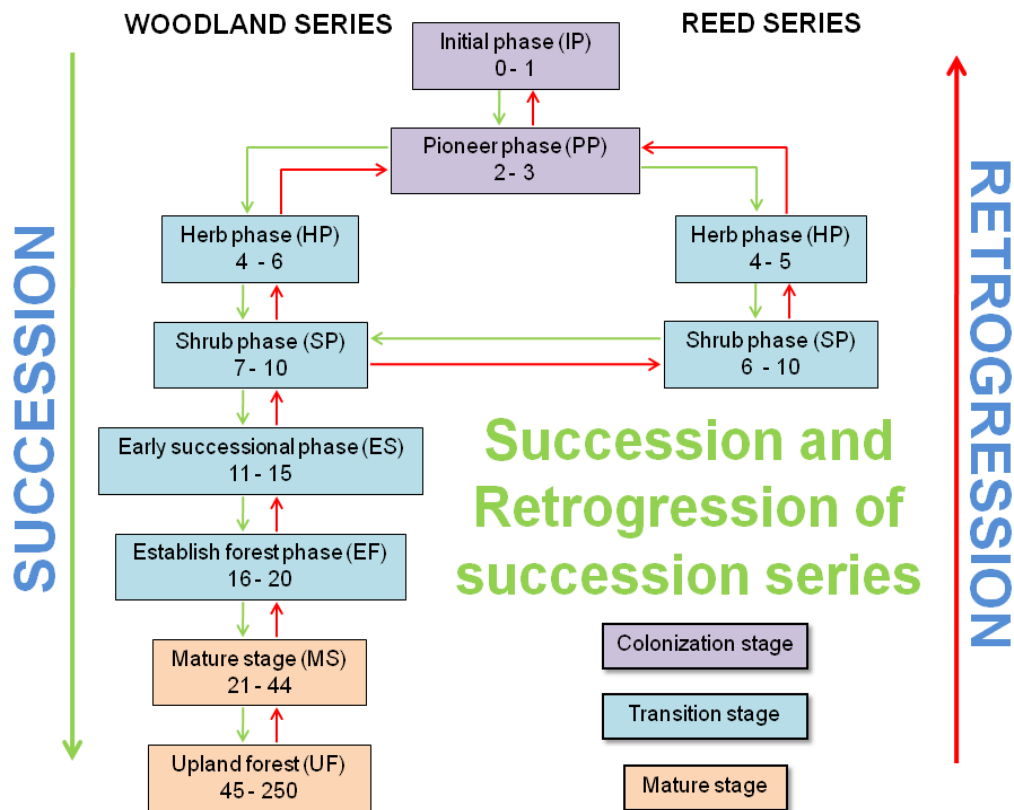 WOODLAND SERIES
REED SERIES
Initial phase (IP)
0 - 1
Pioneer phase (PP)
2 - 3
Herb phase (HP)
4 - 6
Herb phase (HP)
4 - 5
Shrub phase (SP)
7 - 10
Shrub phase (SP)
6 - 10
Early successional phase (ES)
11 - 15
Establish forest phase (EF)
16 - 20
Mature stage (MS)
21 - 44
Upland forest (UF)
45 - 250
SUCCESSION
RETROGRESSION
Succession and
Retrogression of
succession series
Colonization stage
Transition stage
Mature stage